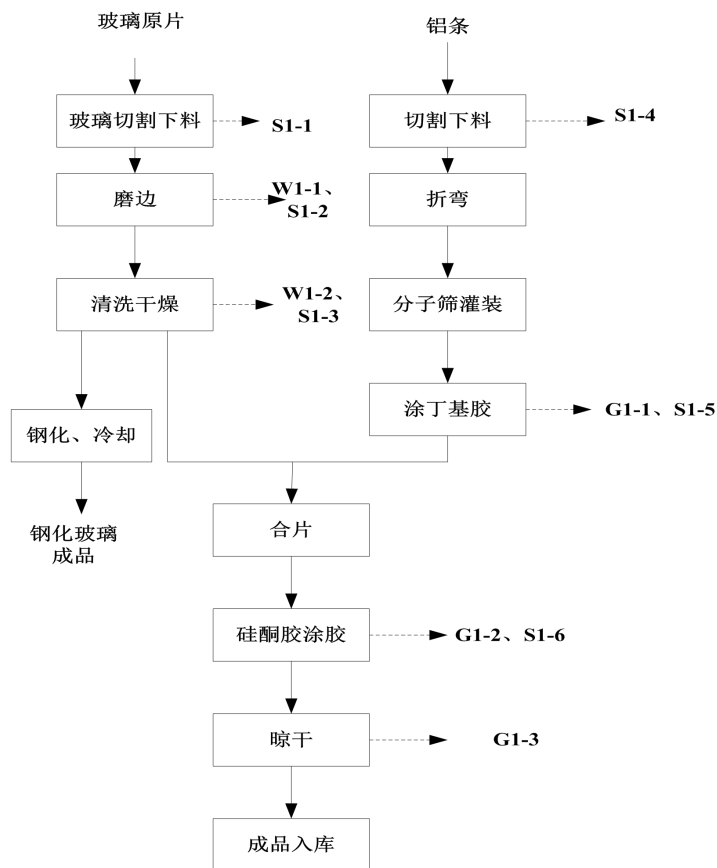 玻璃原片
铝条
玻璃切割下料
S1-1
切割下料
S1-4
磨边
W1-1、
S1-2
折弯
清洗干燥
W1-2、
S1-3
分子筛灌装
涂丁基胶
G1-1、S1-5
钢化、冷却
钢化玻璃
成品
合片
硅酮胶涂胶
G1-2、S1-6
晾干
G1-3
成品入库